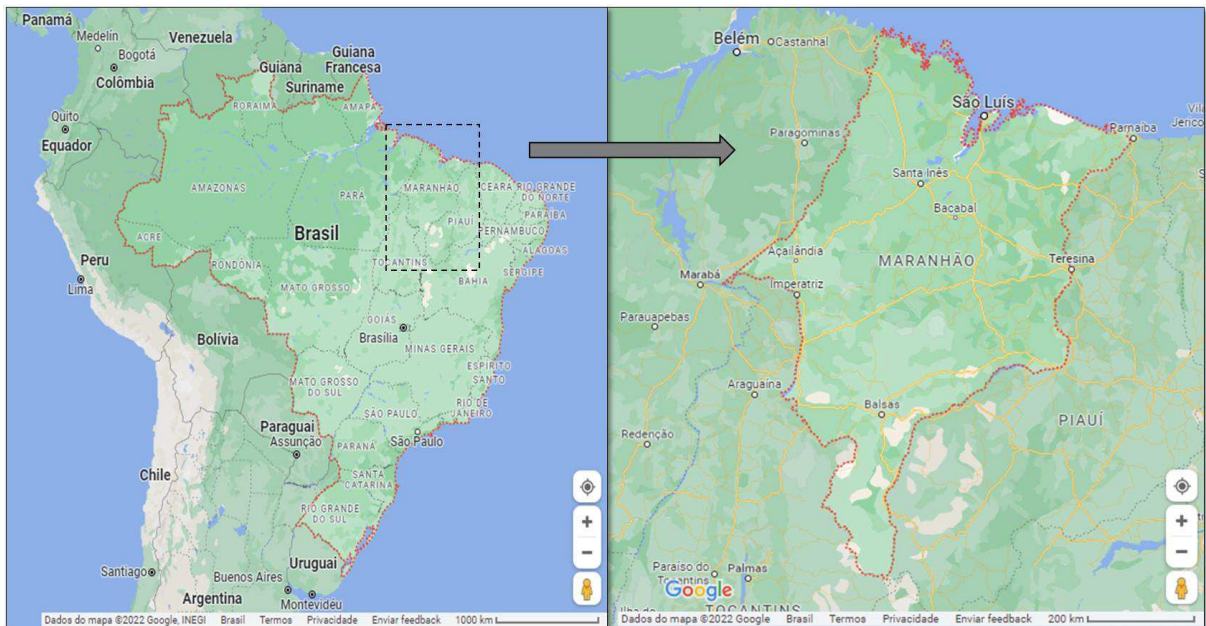 Panamá
Medelin
Venezuela
Bogotá
Colômbia
Guiana
Guiana
Francesa
Suriname
RORAIMA
AMAPÁ
Quito
Equador
AMAZONAS
PARÁ
MARANHÃO
CEARÁ
RIO GRANDE
DO NORTE
PARAÍBA
PIAUÍ
PERNAMBUCO
ACRE
Brasil
ALAGOAS
SERGIPE
RONDÔNIA
TOCANTINS
Peru
Lima
MATO GROSSO
BAHIA
GOIÁS
Brasília
Bolívia
MINAS GERAIS
ESPÍRITO
SANTO
MATO GROSSO
DO SUL
SÃO PAULO
RIO DE
JANEIRO
Paraguai
Assunção
PARANÁ
São Paulo
Chile
SANTA
CATARINA
RIO GRANDE
DO SUL
Uruguai
Santiago
Buenos Aires
Argentina
Montevidéu
Dados do mapa ©2022 Google, INEGI Brasil Termos Privacidade Enviar feedback 1000 km
Belém
Castanhal
São Luís
Vila
Jerico
Parnaíba
Paragominas
Santa Inês
Bacabal
Açailândia
MARANHÃO
Teresina
Marabá
Imperatriz
Parauapebas
Araguaína
Balsas
PIAUÍ
Redenção
Paraíso do
Tocantins
Palmas
Google
TOCANTINS
Ilha do
Dados do mapa ©2022 Google Brasil Termos Privacidade Enviar feedback 200 km